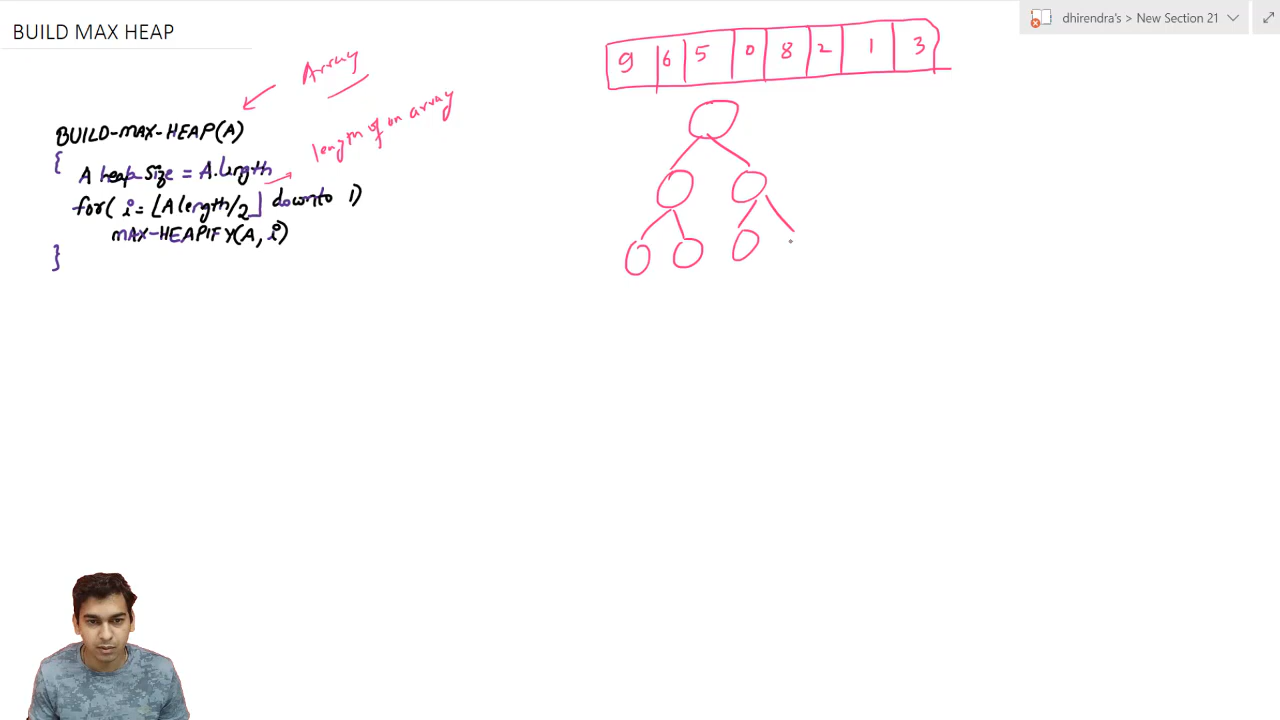 BUILD MAX HEAP
dhirendra's > New Section 21
Array
9 6 5 0 8 2 1 3
length of an array
BUILD-MAX-HEAP(A)
{
A heap size = A.length
for( i= ⌊A length/2⌋ downto 1)
MAX-HEAPIFY(A, i)
}